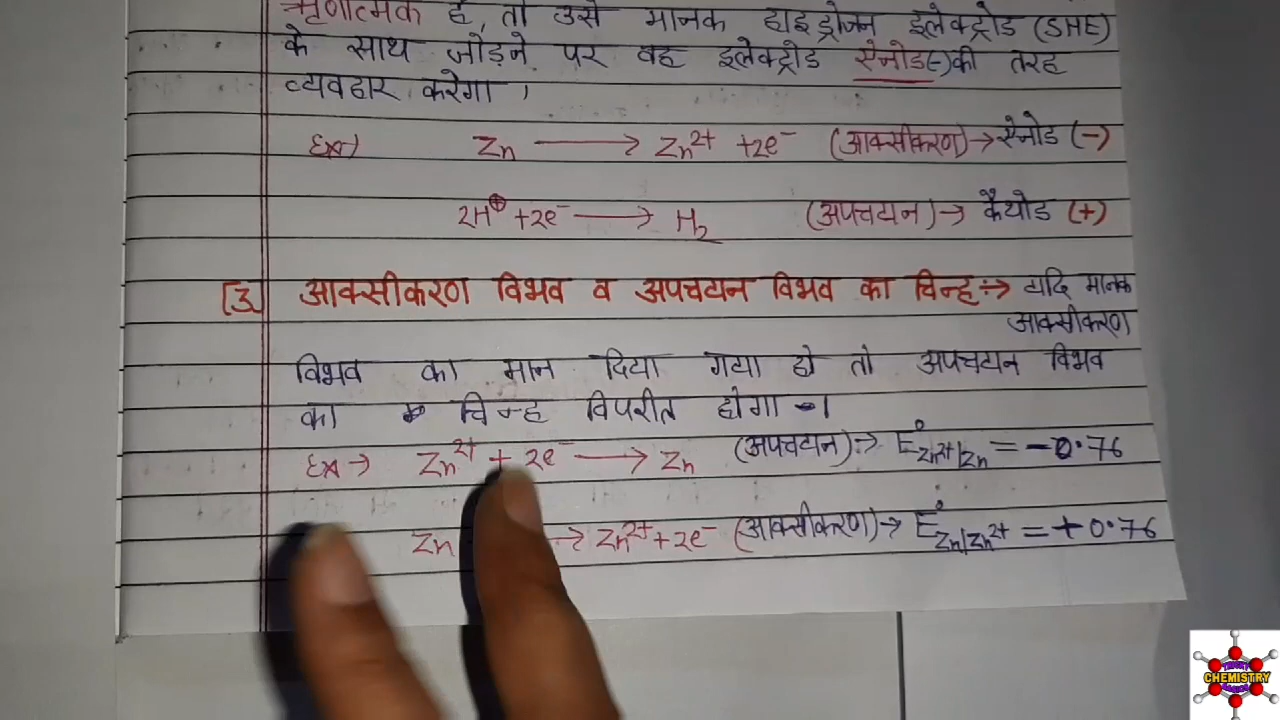 ऋणात्मक है, तो उसे मानक हाइड्रोजन इलेक्ट्रोड (SHE)
के साथ जोड़ने पर वह इलेक्ट्रोड ऐनोड(-)की तरह
व्यवहार करेगा ।
Ex→ Zn ⟶ Zn²⁺ +2e⁻ (आक्सीकरण)→ऐनोड (-)
2H⊕ +2e⁻ ⟶ H₂ (अपचयन)→ कैथोड (+)
[3] आक्सीकरण विभव व अपचयन विभव का चिन्ह:→ यदि मानक
आक्सीकरण
विभव का मान दिया गया हो तो अपचयन विभव
का चिन्ह विपरीत होगा -।
Ex→ Zn²⁺ + 2e⁻ ⟶ Zn (अपचयन):→ E°Zn²⁺/Zn = -0.76
Zn → Zn²⁺+2e⁻ (आक्सीकरण)→ E°Zn/Zn²⁺ = +0.76
CHEMISTRY